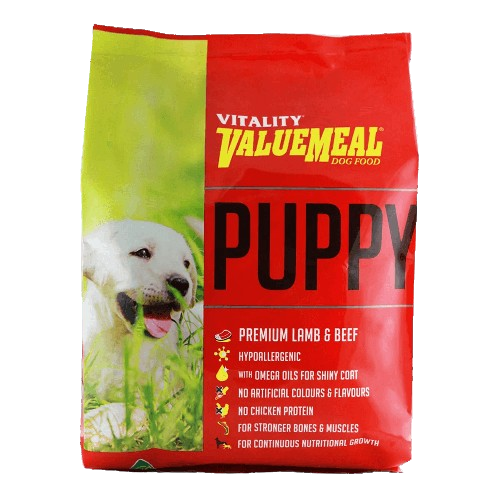 VITALITY
VALUEMEAL®
DOG FOOD
PUPPY
PREMIUM LAMB & BEEF
HYPOALLERGENIC
WITH OMEGA OILS FOR SHINY COAT
NO ARTIFICIAL COLOURS & FLAVOURS
NO CHICKEN PROTEIN
FOR STRONGER BONES & MUSCLES
FOR CONTINUOUS NUTRITIONAL GROWTH